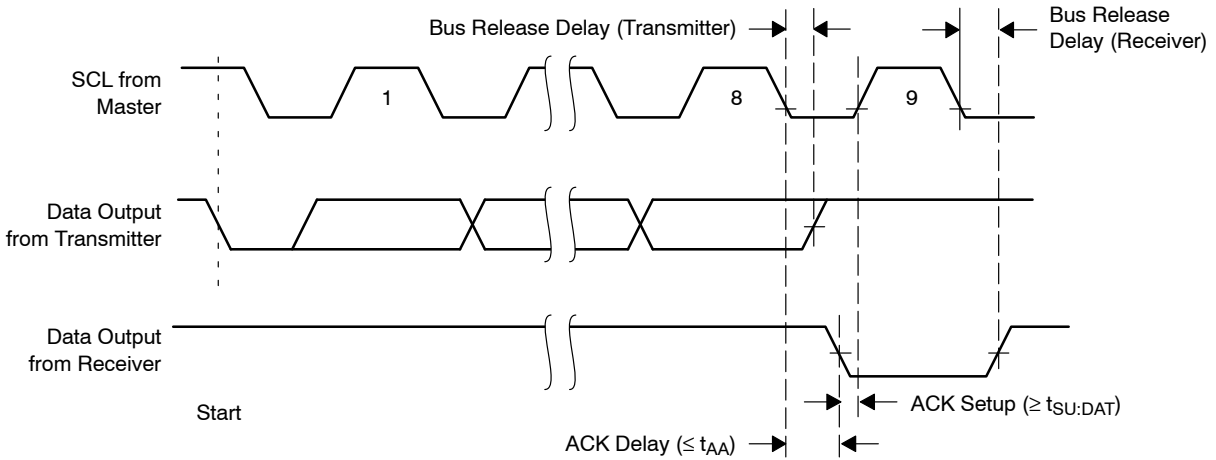 Bus Release Delay (Transmitter)
Bus Release
Delay (Receiver)
SCL from
Master
1
8
9
Data Output
from Transmitter
Data Output
from Receiver
Start
ACK Setup (≥ tSU:DAT)
ACK Delay (≤ tAA)